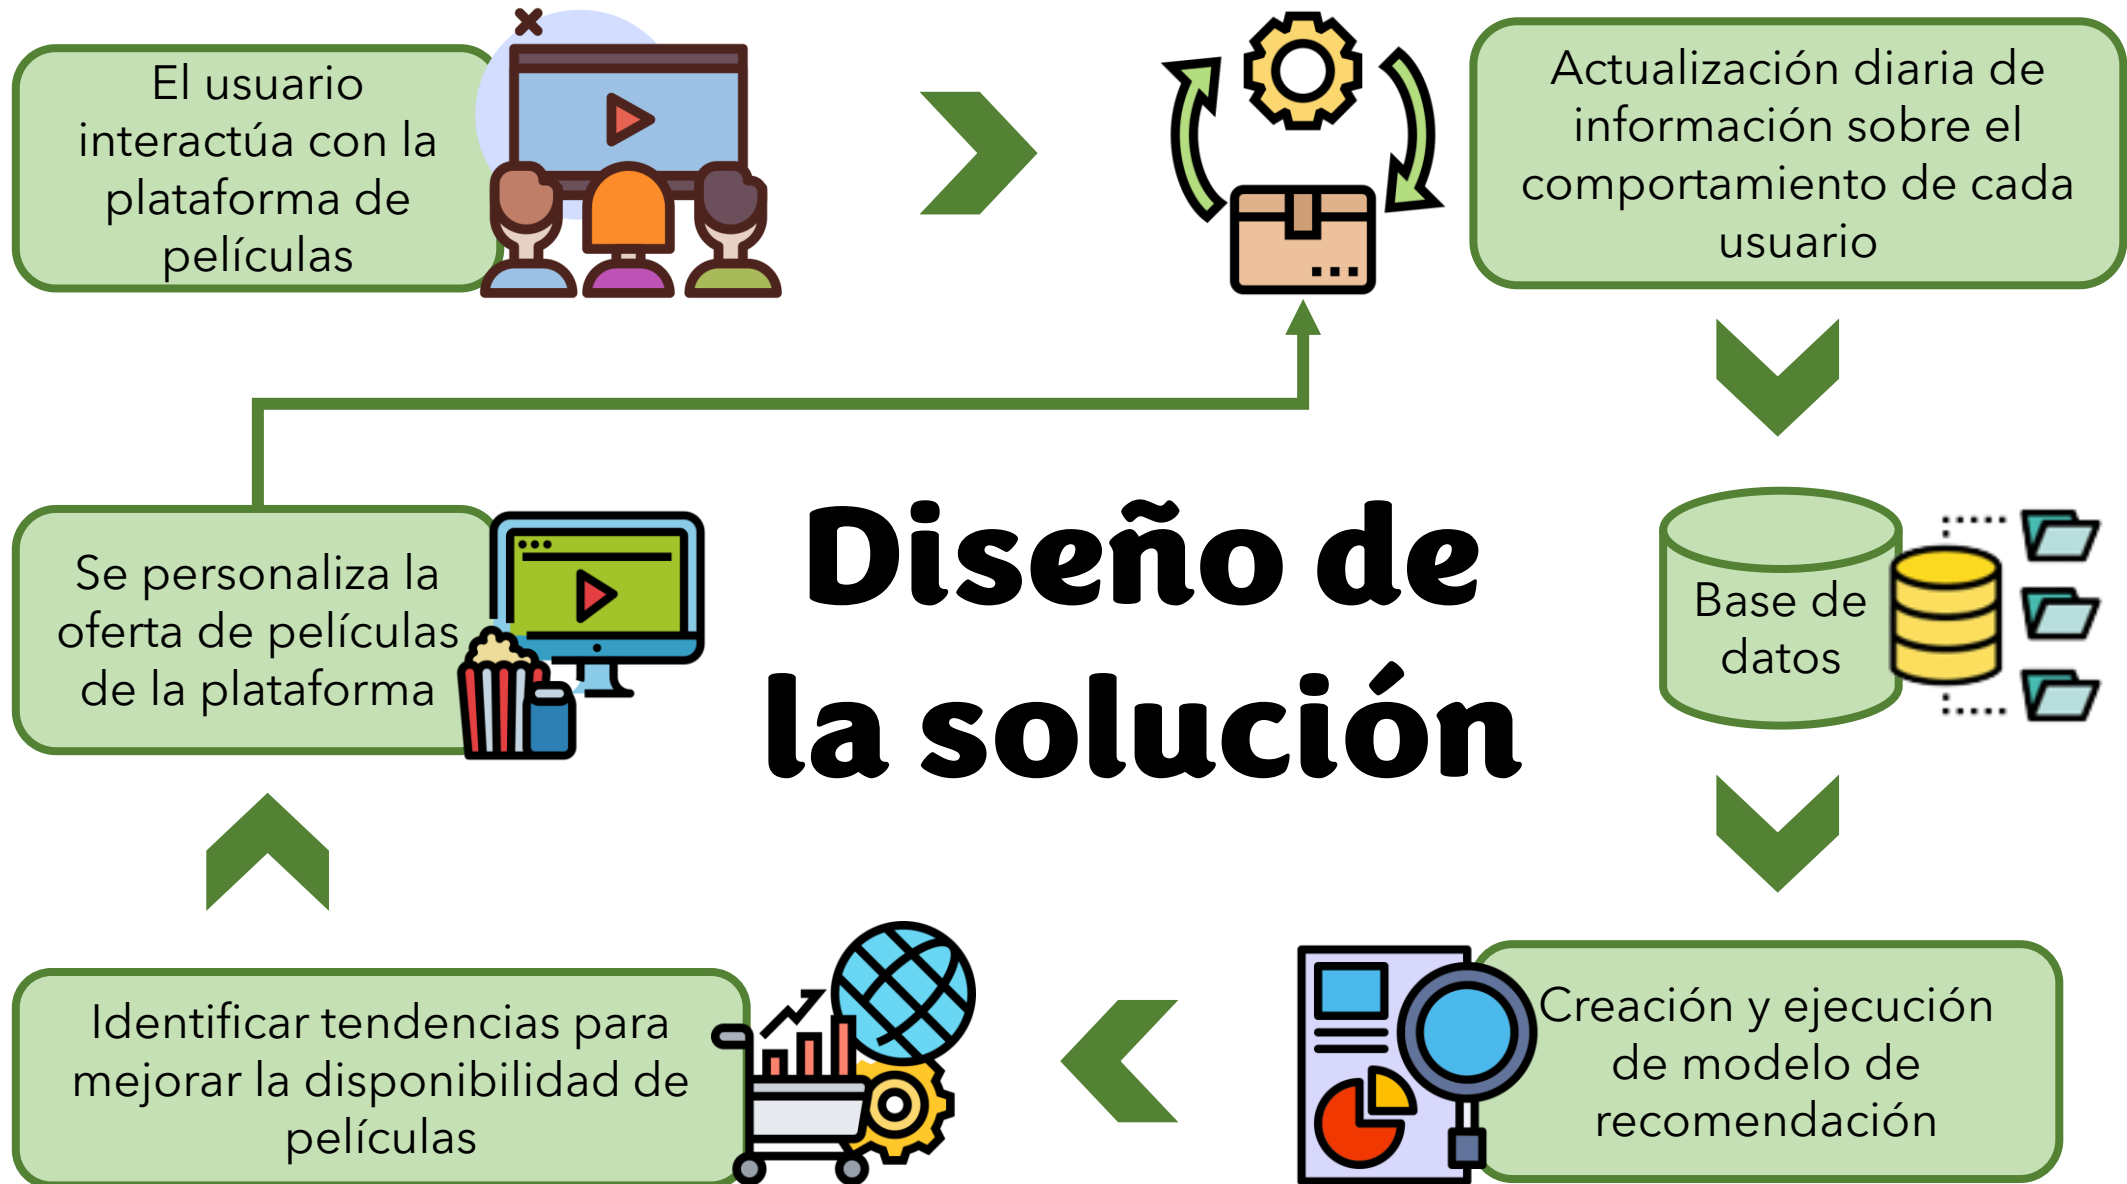 El usuario
interactúa con la
plataforma de
películas
Actualización diaria de
información sobre el
comportamiento de cada
usuario
Se personaliza la
oferta de películas
de la plataforma
Diseño de
la solución
Base de
datos
Identificar tendencias para
mejorar la disponibilidad de
películas
Creación y ejecución
de modelo de
recomendación